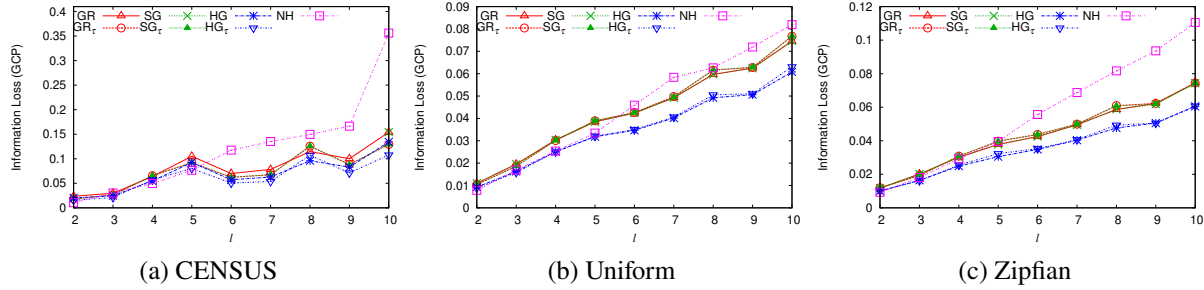 GR SG HG NH
GRτ SGτ HGτ
Information Loss (GCP)
0.4
0.35
0.3
0.25
0.2
0.15
0.1
0.05
0
2 3 4 5 6 7 8 9 10
l
(a) CENSUS
GR SG HG NH
GRτ SGτ HGτ
Information Loss (GCP)
0.09
0.08
0.07
0.06
0.05
0.04
0.03
0.02
0.01
0
2 3 4 5 6 7 8 9 10
l
(b) Uniform
GR SG HG NH
GRτ SGτ HGτ
Information Loss (GCP)
0.12
0.1
0.08
0.06
0.04
0.02
0
2 3 4 5 6 7 8 9 10
l
(c) Zipfian